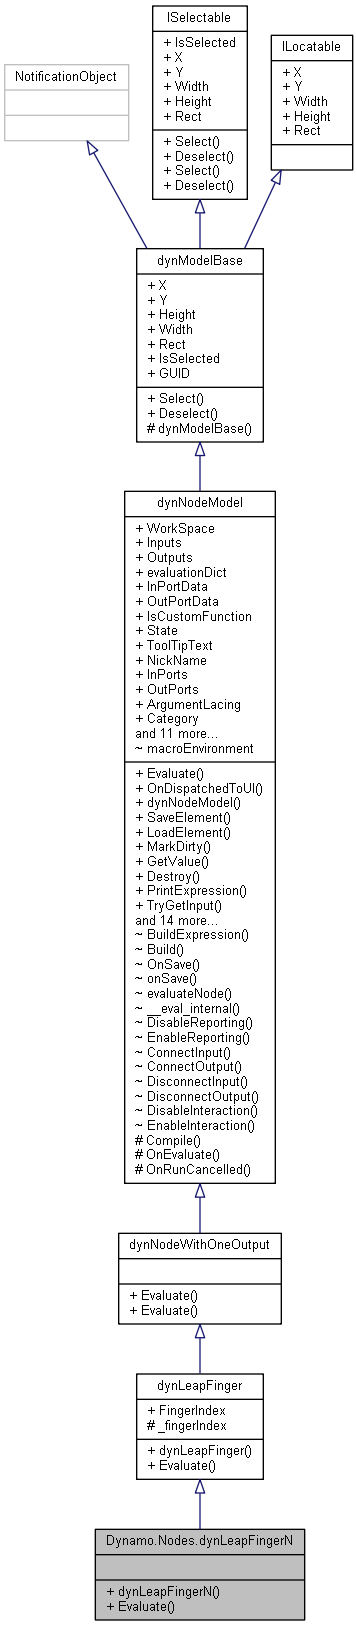 ISelectable
+ IsSelected
+ X
+ Y
+ Width
+ Height
+ Rect
+ Select()
+ Deselect()
+ Select()
+ Deselect()
ILocatable
+ X
+ Y
+ Width
+ Height
+ Rect
NotificationObject
dynModelBase
+ X
+ Y
+ Height
+ Width
+ Rect
+ IsSelected
+ GUID
+ Select()
+ Deselect()
# dynModelBase()
dynNodeModel
+ WorkSpace
+ Inputs
+ Outputs
+ evaluationDict
+ InPortData
+ OutPortData
+ IsCustomFunction
+ State
+ ToolTipText
+ NickName
+ InPorts
+ OutPorts
+ ArgumentLacing
+ Category
and 11 more...
~ macroEnvironment
+ Evaluate()
+ OnDispatchedToUI()
+ dynNodeModel()
+ SaveElement()
+ LoadElement()
+ MarkDirty()
+ GetValue()
+ Destroy()
+ PrintExpression()
+ TryGetInput()
and 14 more...
~ BuildExpression()
~ Build()
~ OnSave()
~ onSave()
~ evaluateNode()
~ __eval_internal()
~ DisableReporting()
~ EnableReporting()
~ ConnectInput()
~ ConnectOutput()
~ DisconnectInput()
~ DisconnectOutput()
~ DisableInteraction()
~ EnableInteraction()
# Compile()
# OnEvaluate()
# OnRunCancelled()
dynNodeWithOneOutput
+ Evaluate()
+ Evaluate()
dynLeapFinger
+ FingerIndex
# _fingerIndex
+ dynLeapFinger()
+ Evaluate()
Dynamo.Nodes.dynLeapFingerN
+ dynLeapFingerN()
+ Evaluate()